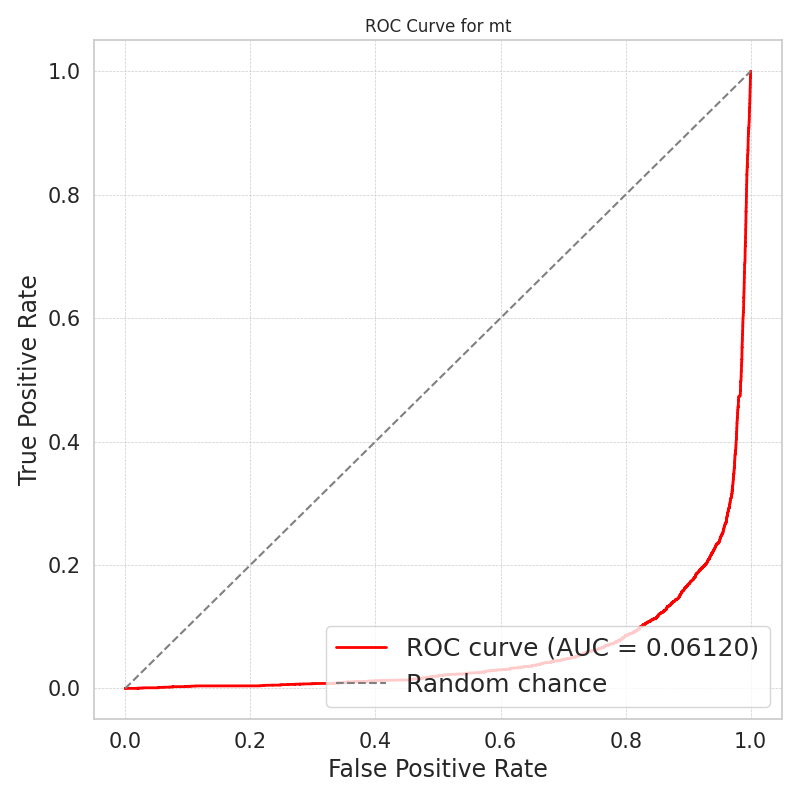 ROC Curve for mt
True Positive Rate
1.0
0.8
0.6
0.4
0.2
0.0
ROC curve (AUC = 0.06120)
Random chance
0.0 0.2 0.4 0.6 0.8 1.0
False Positive Rate